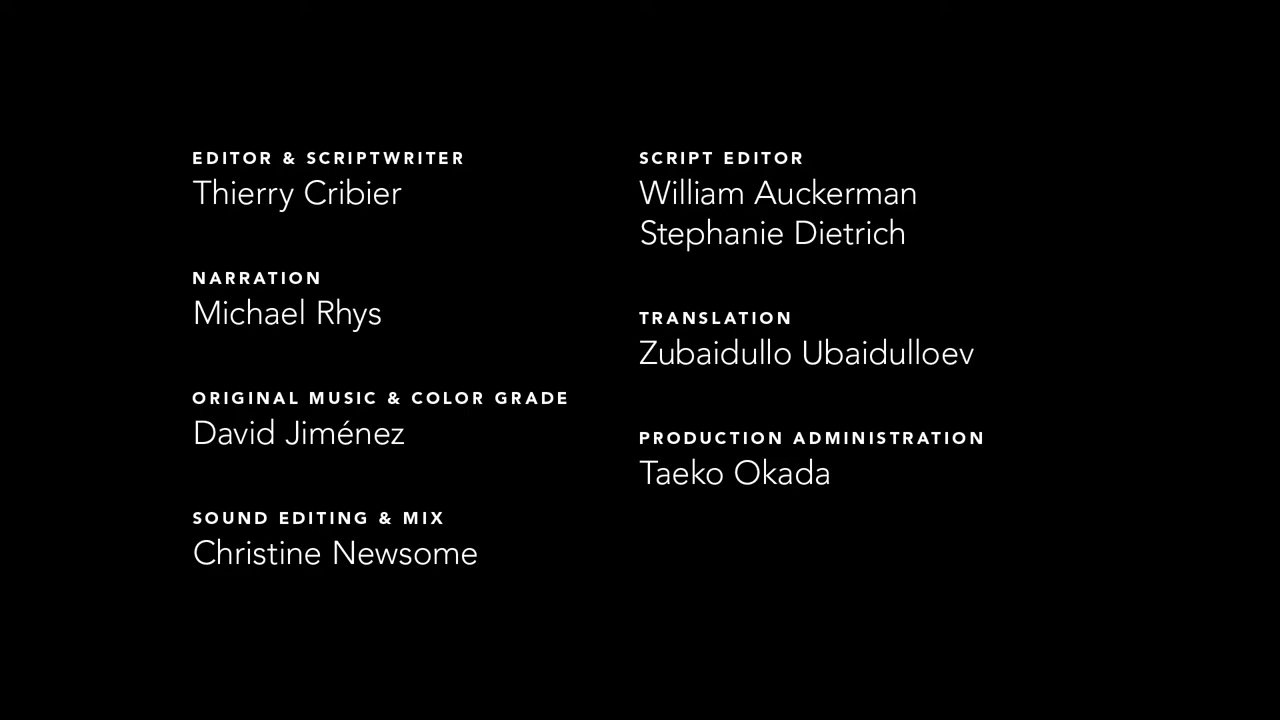 EDITOR & SCRIPTWRITER
Thierry Cribier
NARRATION
Michael Rhys
ORIGINAL MUSIC & COLOR GRADE
David Jiménez
SOUND EDITING & MIX
Christine Newsome
SCRIPT EDITOR
William Auckerman
Stephanie Dietrich
TRANSLATION
Zubaidullo Ubaidulloev
PRODUCTION ADMINISTRATION
Taeko Okada